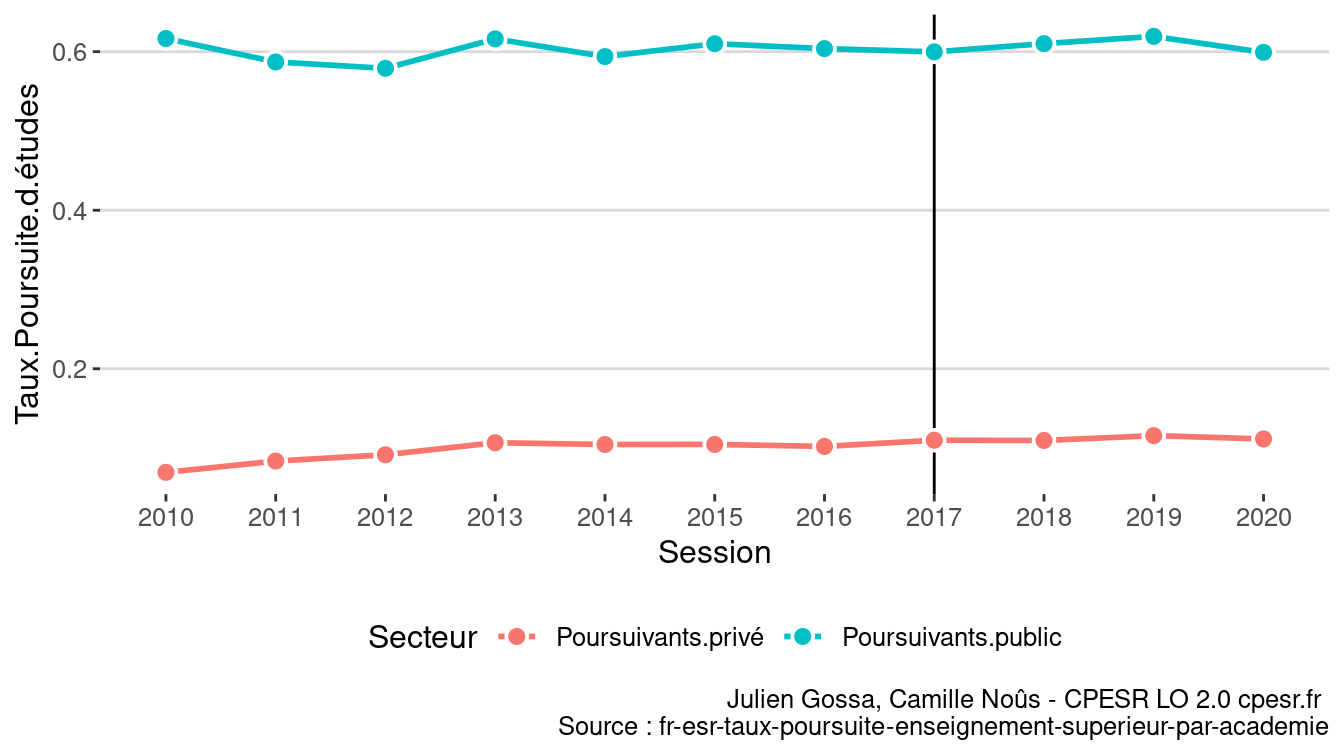 Taux.Poursuite.d.études
0.6
0.4
0.2
2010 2011 2012 2013 2014 2015 2016 2017 2018 2019 2020
Session
Secteur Poursuivants.privé Poursuivants.public
Julien Gossa, Camille Noûs - CPESR LO 2.0 cpesr.fr
Source : fr-esr-taux-poursuite-enseignement-superieur-par-academie